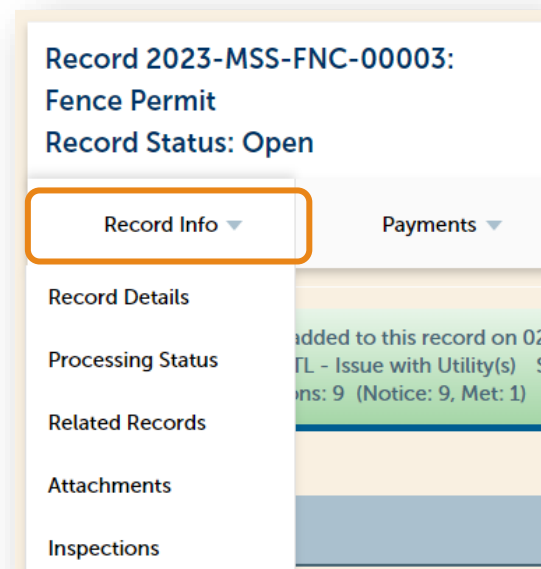 Record 2023-MSS-FNC-00003:
Fence Permit
Record Status: Open
Record Info
Payments
Record Details
Processing Status
Related Records
Attachments
Inspections
added to this record on 02
TL - Issue with Utility(s) S
ons: 9 (Notice: 9, Met: 1)